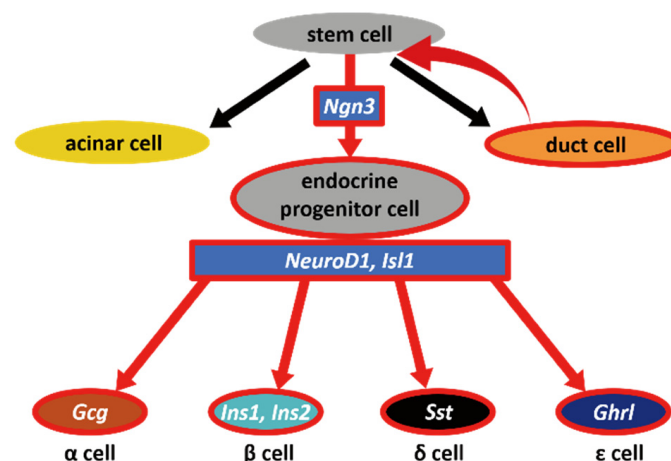 stem cell
Ngn3
acinar cell
duct cell
endocrine
progenitor cell
NeuroD1, Isl1
Gcg
Ins1, Ins2
Sst
Ghrl
α cell
β cell
δ cell
ε cell